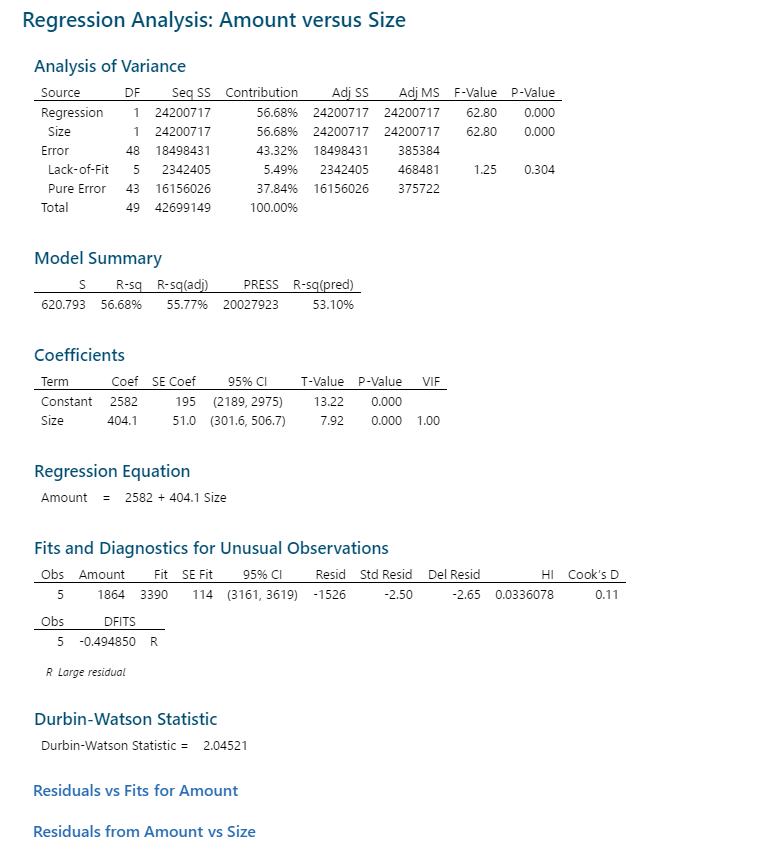 Regression Analysis: Amount versus Size
Analysis of Variance
Source DF Seq SS Contribution Adj SS Adj MS F-Value P-Value
Regression 1 24200717 56.68% 24200717 24200717 62.80 0.000
Size 1 24200717 56.68% 24200717 24200717 62.80 0.000
Error 48 18498431 43.32% 18498431 385384
Lack-of-Fit 5 2342405 5.49% 2342405 468481 1.25 0.304
Pure Error 43 16156026 37.84% 16156026 375722
Total 49 42699149 100.00%
Model Summary
S R-sq R-sq(adj) PRESS R-sq(pred)
620.793 56.68% 55.77% 20027923 53.10%
Coefficients
Term Coef SE Coef 95% CI T-Value P-Value VIF
Constant 2582 195 (2189, 2975) 13.22 0.000
Size 404.1 51.0 (301.6, 506.7) 7.92 0.000 1.00
Regression Equation
Amount = 2582 + 404.1 Size
Fits and Diagnostics for Unusual Observations
Obs Amount Fit SE Fit 95% CI Resid Std Resid Del Resid HI Cook's D
5 1864 3390 114 (3161, 3619) -1526 -2.50 -2.65 0.0336078 0.11
Obs DFITS
5 -0.494850 R
R Large residual
Durbin-Watson Statistic
Durbin-Watson Statistic = 2.04521
Residuals vs Fits for Amount
Residuals from Amount vs Size